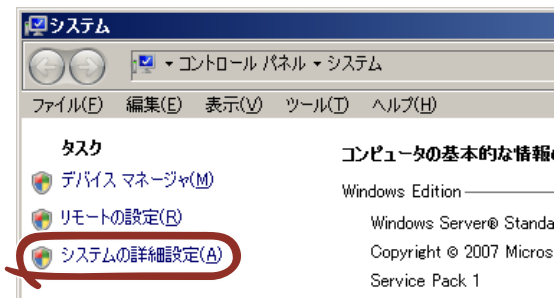 システム
コントロール パネル システム
ファイル(F) 編集(E) 表示(V) ツール(T) ヘルプ(H)
タスク
デバイス マネージャ(M)
リモートの設定(R)
システムの詳細設定(A)
コンピュータの基本的な情報
Windows Edition
Windows Server® Standa
Copyright © 2007 Micros
Service Pack 1